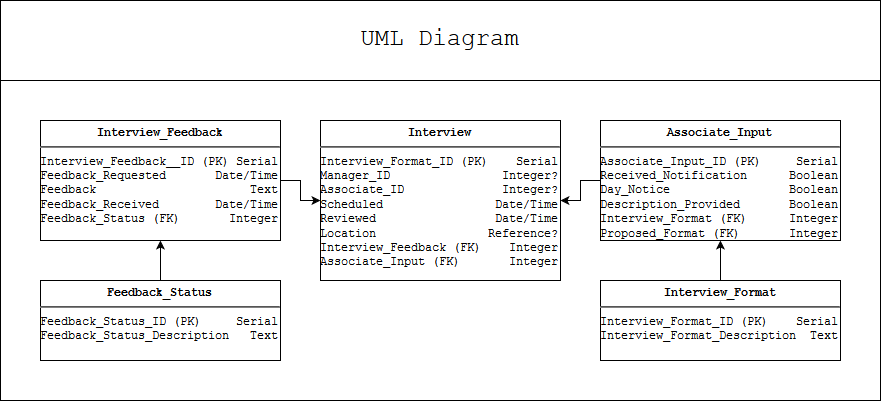 UML Diagram
Interview_Feedback
Interview_Feedback__ID (PK) Serial
Feedback_Requested Date/Time
Feedback Text
Feedback_Received Date/Time
Feedback_Status (FK) Integer
Interview
Interview_Format_ID (PK) Serial
Manager_ID Integer?
Associate_ID Integer?
Scheduled Date/Time
Reviewed Date/Time
Location Reference?
Interview_Feedback (FK) Integer
Associate_Input (FK) Integer
Associate_Input
Associate_Input_ID (PK) Serial
Received_Notification Boolean
Day_Notice Boolean
Description_Provided Boolean
Interview_Format (FK) Integer
Proposed_Format (FK) Integer
Feedback_Status
Feedback_Status_ID (PK) Serial
Feedback_Status_Description Text
Interview_Format
Interview_Format_ID (PK) Serial
Interview_Format_Description Text